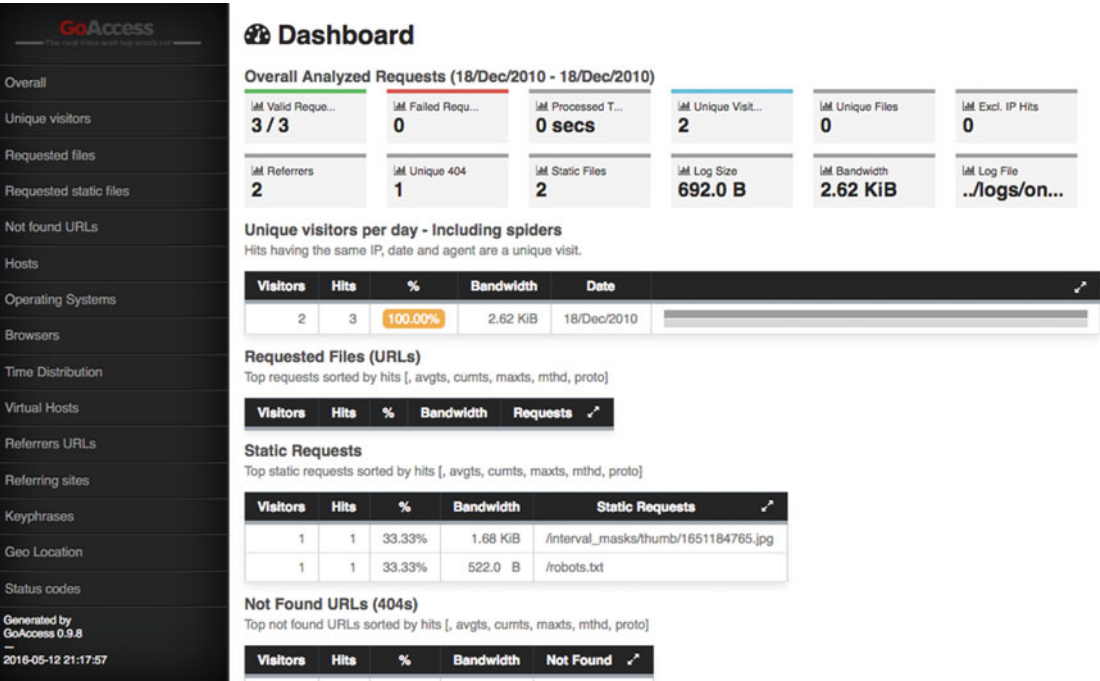 GoAccess
The real time web log analyzer
Overall
Unique visitors
Requested files
Requested static files
Not found URLs
Hosts
Operating Systems
Browsers
Time Distribution
Virtual Hosts
Referrers URLs
Referring sites
Keyphrases
Geo Location
Status codes
Generated by
GoAccess 0.9.8
—
2016-05-12 21:17:57
Dashboard
Overall Analyzed Requests (18/Dec/2010 - 18/Dec/2010)
Valid Reque... Failed Requ... Processed T... Unique Visit... Unique Files Excl. IP Hits
3 / 3 0 0 secs 2 0 0
Referrers Unique 404 Static Files Log Size Bandwidth Log File
2 1 2 692.0 B 2.62 KiB ../logs/on...
Unique visitors per day - Including spiders
Hits having the same IP, date and agent are a unique visit.
Visitors Hits % Bandwidth Date
2 3 100.00% 2.62 KiB 18/Dec/2010
Requested Files (URLs)
Top requests sorted by hits [, avgts, cumts, maxts, mthd, proto]
Visitors Hits % Bandwidth Requests
Static Requests
Top static requests sorted by hits [, avgts, cumts, maxts, mthd, proto]
Visitors Hits % Bandwidth Static Requests
1 1 33.33% 1.68 KiB /interval_masks/thumb/1651184765.jpg
1 1 33.33% 522.0 B /robots.txt
Not Found URLs (404s)
Top not found URLs sorted by hits [, avgts, cumts, maxts, mthd, proto]
Visitors Hits % Bandwidth Not Found